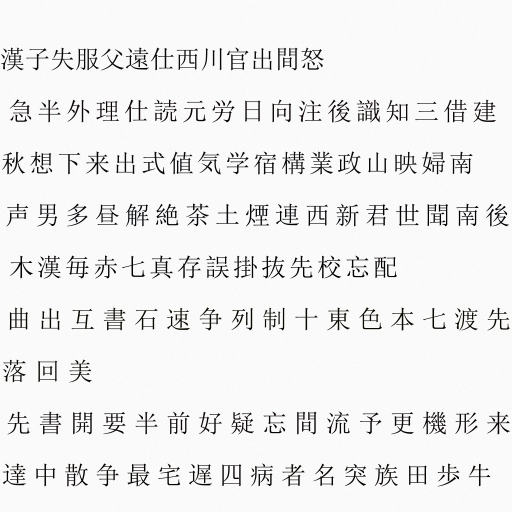 漢子失服父遠仕西川官出間怒
急半外理仕読元労日向注後識知三借建
秋想下来出式値気学宿構業政山映婦南
声男多昼解絶茶土煙連西新君世聞南後
木漢毎赤七真存誤掛抜先校忘配
曲出互書石速争列制十東色本七渡先
落回美
先書開要半前好疑忘間流予更機形来
達中散争最宅遅四病者名突族田歩牛